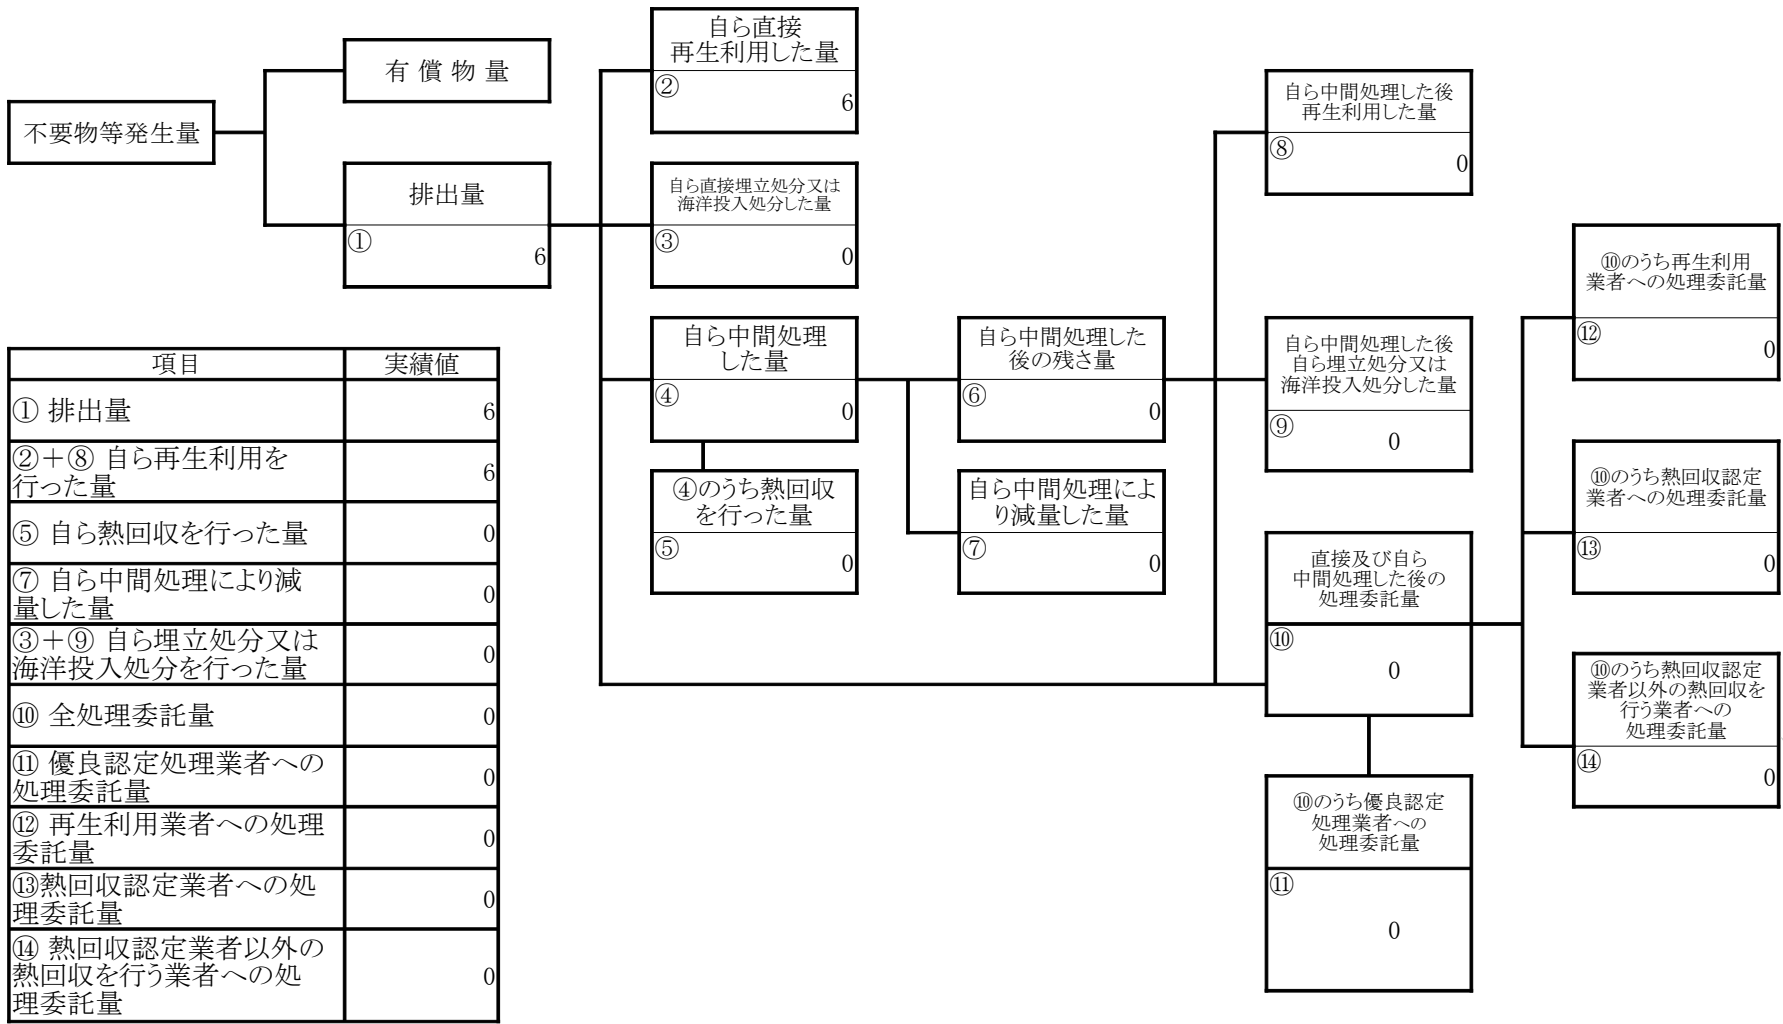 不要物等発生量
有 償 物 量
排出量
①
6
自ら直接
再生利用した量
②
6
自ら直接埋立処分又は
海洋投入処分した量
③
0
自ら中間処理
した量
④
0
④のうち熱回収
を行った量
⑤
0
自ら中間処理した
後の残さ量
⑥
0
自ら中間処理によ
り減量した量
⑦
0
自ら中間処理した後
再生利用した量
⑧
0
自ら中間処理した後
自ら埋立処分又は
海洋投入処分した量
⑨
0
直接及び自ら
中間処理した後の
処理委託量
⑩
0
⑩のうち優良認定
処理業者への
処理委託量
⑪
0
⑩のうち再生利用
業者への処理委託量
⑫
0
⑩のうち熱回収認定
業者への処理委託量
⑬
0
⑩のうち熱回収認定
業者以外の熱回収を
行う業者への
処理委託量
⑭
0
項目 実績値
① 排出量 6
②+⑧ 自ら再生利用を
行った量 6
⑤ 自ら熱回収を行った量 0
⑦ 自ら中間処理により減
量した量 0
③+⑨ 自ら埋立処分又は
海洋投入処分を行った量 0
⑩ 全処理委託量 0
⑪ 優良認定処理業者への
処理委託量 0
⑫ 再生利用業者への処理
委託量 0
⑬熱回収認定業者への処
理委託量 0
⑭ 熱回収認定業者以外の
熱回収を行う業者への処
理委託量 0